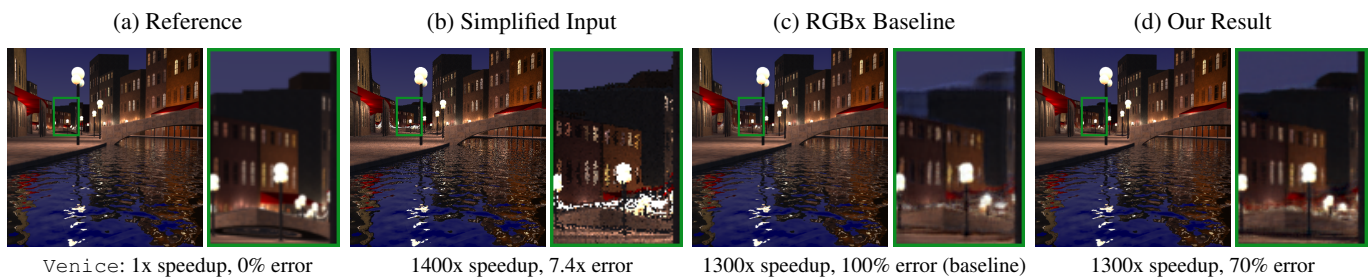 (a) Reference
(b) Simplified Input
(c) RGBx Baseline
(d) Our Result
Venice: 1x speedup, 0% error
1400x speedup, 7.4x error
1300x speedup, 100% error (baseline)
1300x speedup, 70% error